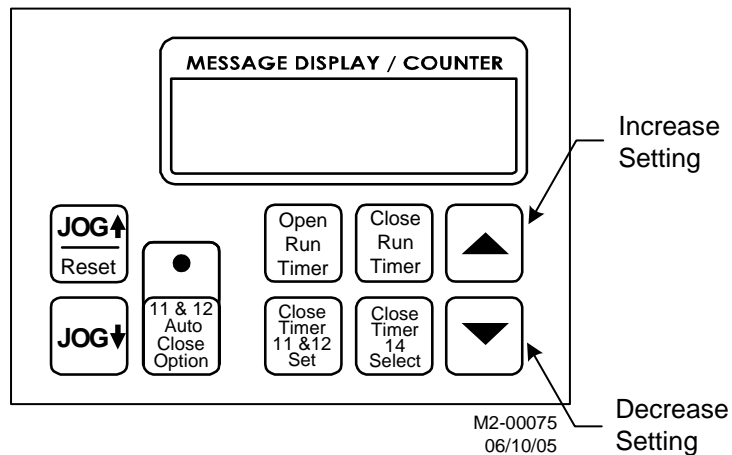 MESSAGE DISPLAY / COUNTER
Increase
Setting
JOG
Reset
Open
Run
Timer
Close
Run
Timer
JOG
11 & 12
Auto
Close
Option
Close
Timer
11 &12
Set
Close
Timer
14
Select
M2-00075
06/10/05
Decrease
Setting